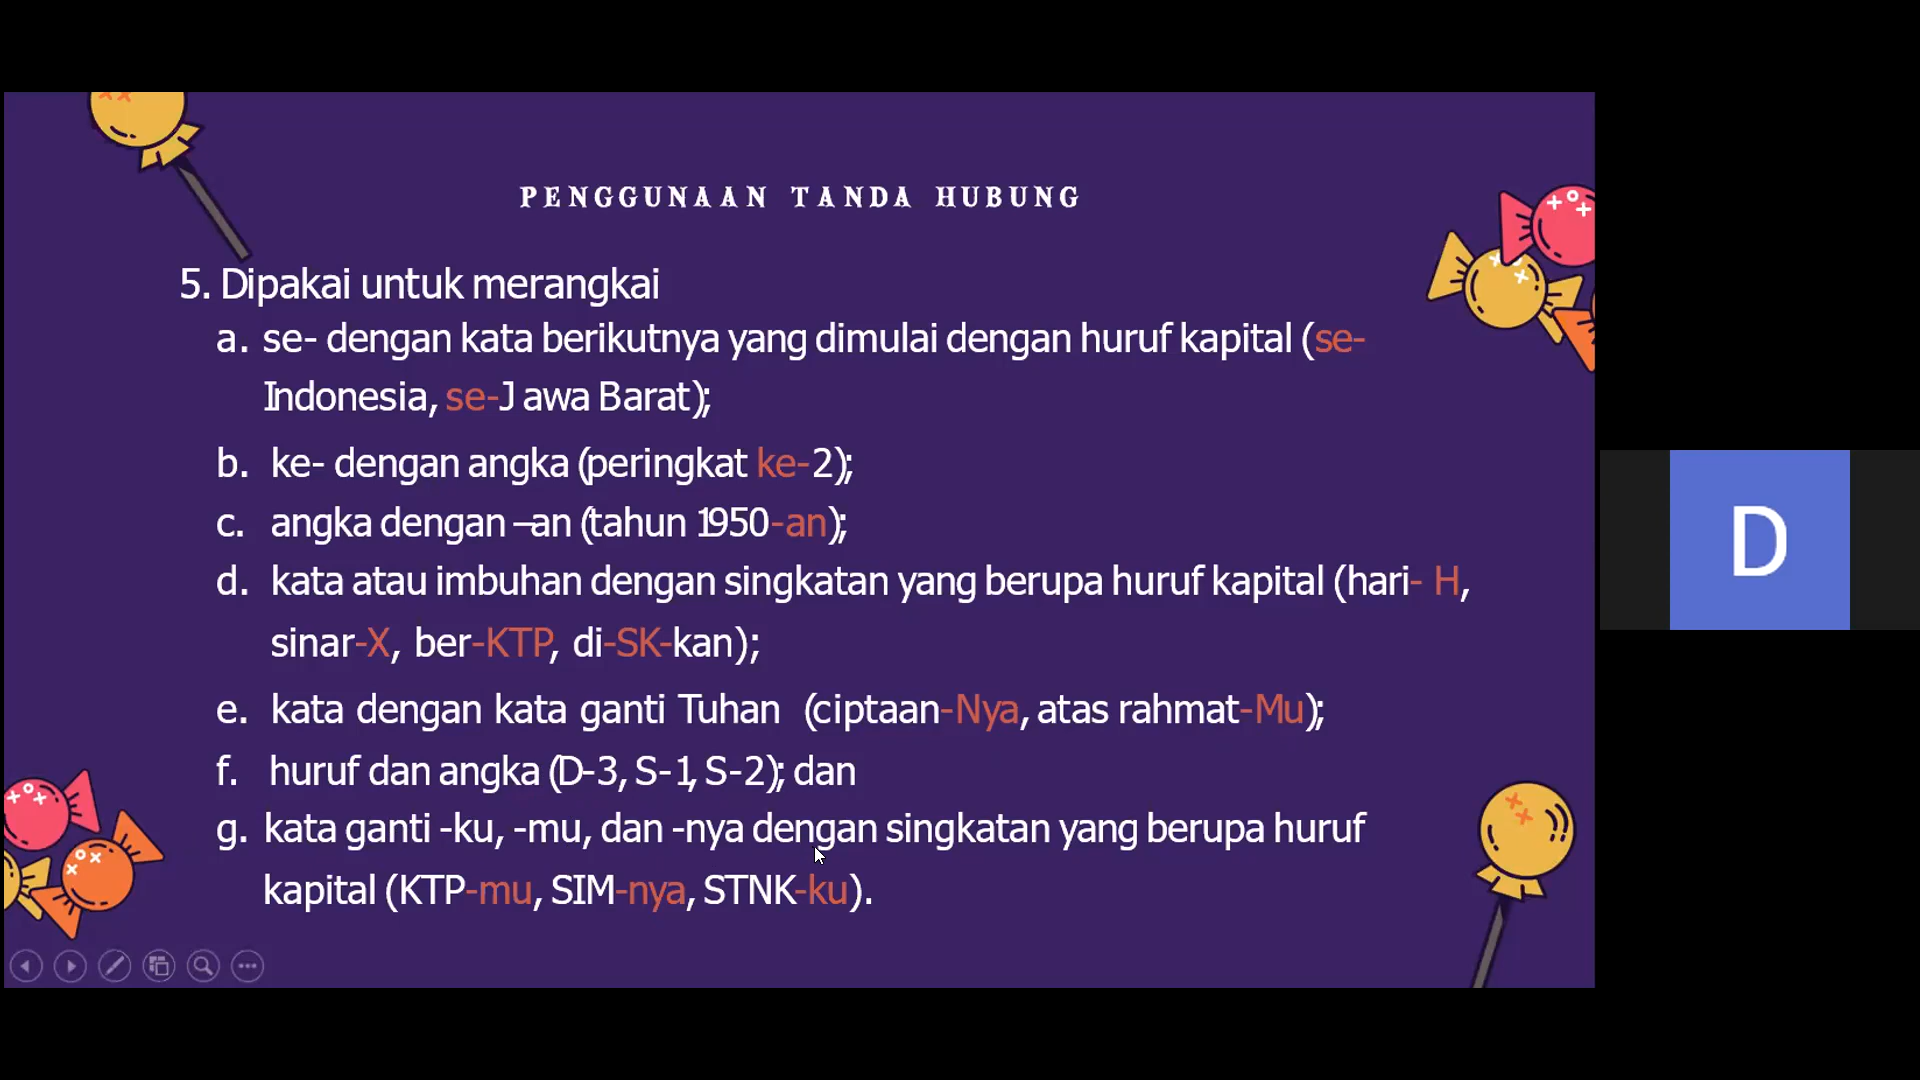 PENGGUNAAN TANDA HUBUNG
5. Dipakai untuk merangkai
a. se- dengan kata berikutnya yang dimulai dengan huruf kapital (se-
Indonesia, se-Jawa Barat);
b. ke- dengan angka (peringkat ke-2);
c. angka dengan –an (tahun 1950-an);
d. kata atau imbuhan dengan singkatan yang berupa huruf kapital (hari- H,
sinar-X, ber-KTP, di-SK-kan);
e. kata dengan kata ganti Tuhan (ciptaan-Nya, atas rahmat-Mu);
f. huruf dan angka (D-3, S-1, S-2); dan
g. kata ganti -ku, -mu, dan -nya dengan singkatan yang berupa huruf
kapital (KTP-mu, SIM-nya, STNK-ku).
D